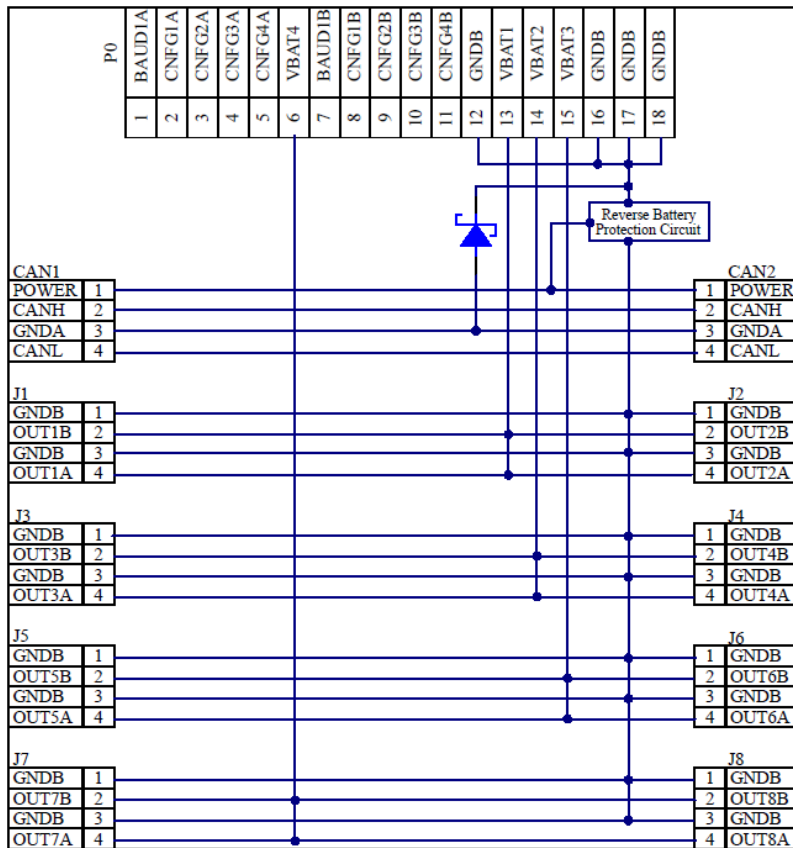 P0
BAUD1A
CNFG1A
CNFG2A
CNFG3A
CNFG4A
VBAT4
BAUD1B
CNFG1B
CNFG2B
CNFG3B
CNFG4B
GNDB
VBAT1
VBAT2
VBAT3
GNDB
GNDB
GNDB
1 2 3 4 5 6 7 8 9 10 11 12 13 14 15 16 17 18
Reverse Battery
Protection Circuit
CAN1
POWER 1
CANH 2
GNDA 3
CANL 4
CAN2
1 POWER
2 CANH
3 GNDA
4 CANL
J1
GNDB 1
OUT1B 2
GNDB 3
OUT1A 4
J2
1 GNDB
2 OUT2B
3 GNDB
4 OUT2A
J3
GNDB 1
OUT3B 2
GNDB 3
OUT3A 4
J4
1 GNDB
2 OUT4B
3 GNDB
4 OUT4A
J5
GNDB 1
OUT5B 2
GNDB 3
OUT5A 4
J6
1 GNDB
2 OUT6B
3 GNDB
4 OUT6A
J7
GNDB 1
OUT7B 2
GNDB 3
OUT7A 4
J8
1 GNDB
2 OUT8B
3 GNDB
4 OUT8A